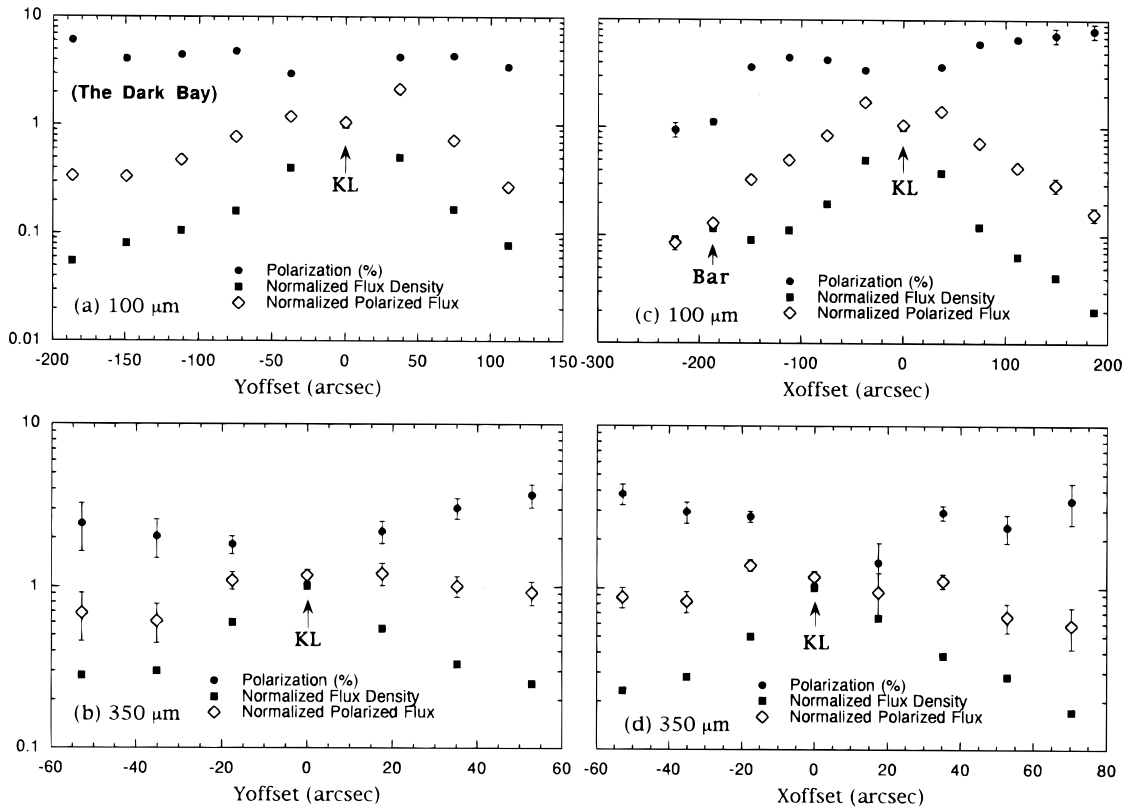 10
1
0.1
0.01
(The Dark Bay)
KL
Polarization (%)
Normalized Flux Density
Normalized Polarized Flux
(a) 100 μm
-200 -150 -100 -50 0 50 100 150
Yoffset (arcsec)
KL
Bar
Polarization (%)
Normalized Flux Density
Normalized Polarized Flux
(c) 100 μm
-300 -200 -100 0 100 200
Xoffset (arcsec)
10
1
0.1
KL
Polarization (%)
Normalized Flux Density
Normalized Polarized Flux
(b) 350 μm
-60 -40 -20 0 20 40 60
Yoffset (arcsec)
KL
Polarization (%)
Normalized Flux Density
Normalized Polarized Flux
(d) 350 μm
-60 -40 -20 0 20 40 60 80
Xoffset (arcsec)